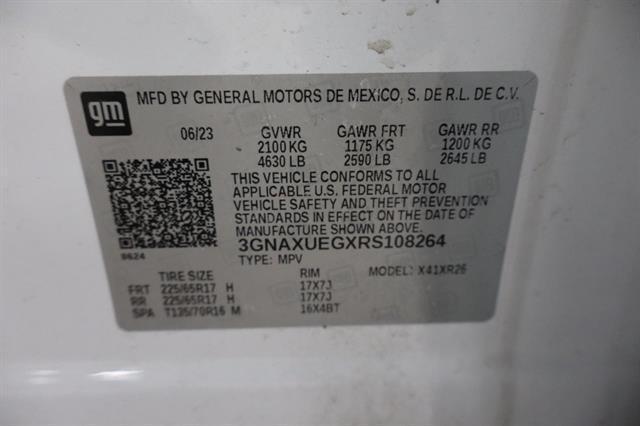 gm
MFD BY GENERAL MOTORS DE MEXICO, S. DE R.L. DE C.V.
06/23 GVWR GAWR FRT GAWR RR
2100 KG 1175 KG 1200 KG
4630 LB 2590 LB 2645 LB
THIS VEHICLE CONFORMS TO ALL
APPLICABLE U.S. FEDERAL MOTOR
VEHICLE SAFETY AND THEFT PREVENTION
STANDARDS IN EFFECT ON THE DATE OF
MANUFACTURE SHOWN ABOVE.
3GNAXUEGXRS108264
8624
TYPE: MPV MODEL: X41XR26
TIRE SIZE RIM
FRT 225/65R17 H 17X7J
RR 225/65R17 H 17X7J
SPA T135/70R16 M 16X4BT